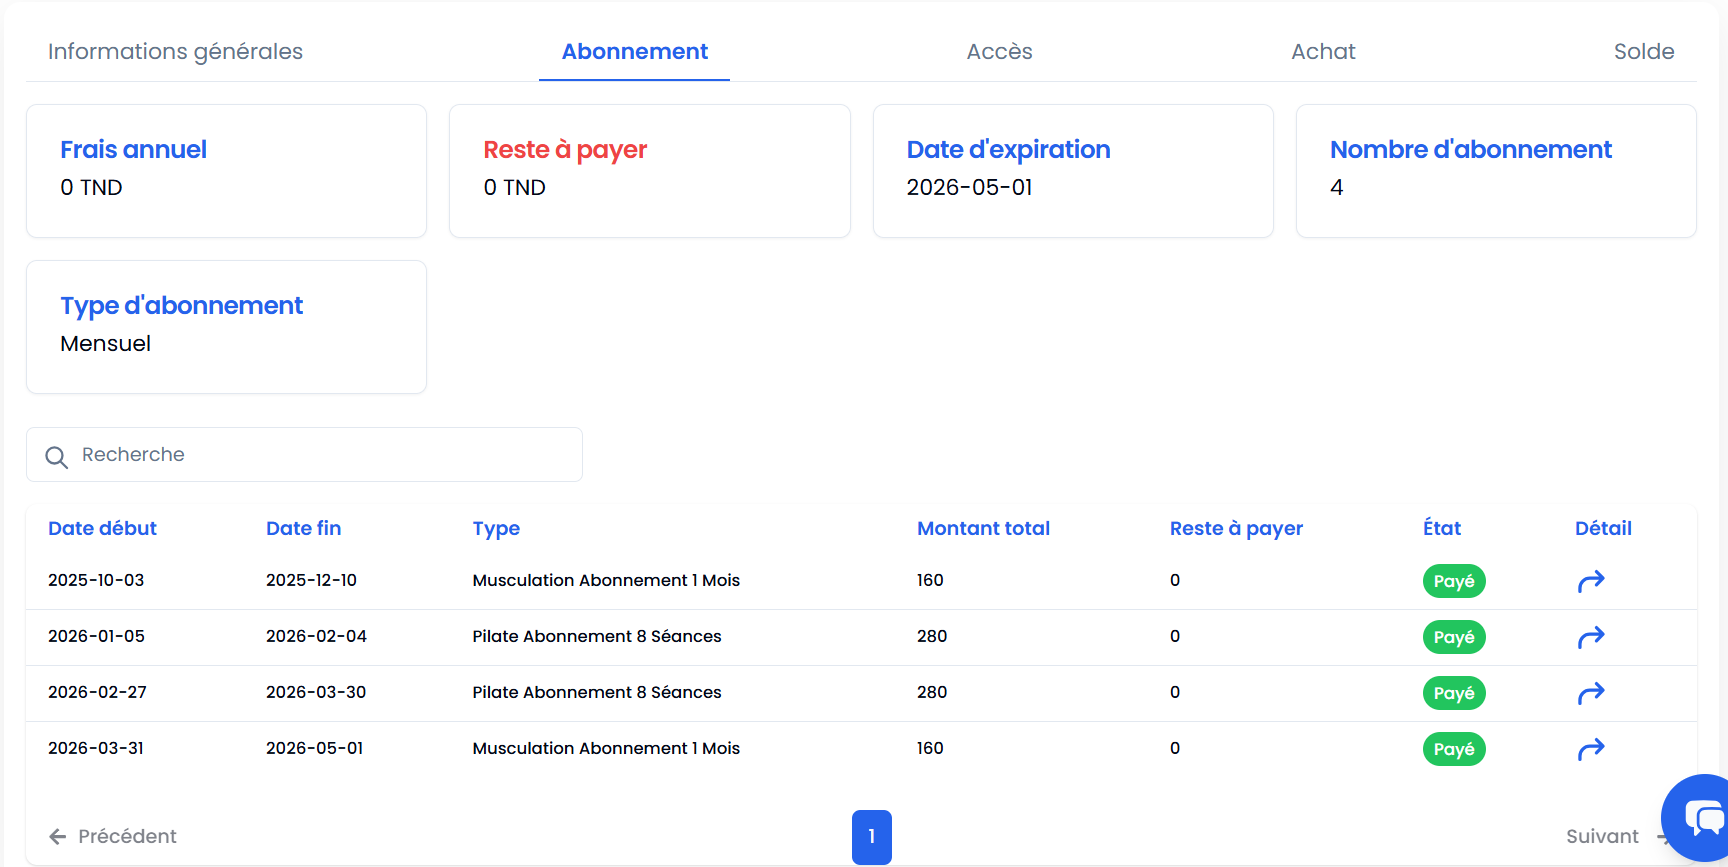 Informations générales Abonnement Accès Achat Solde
Frais annuel Reste à payer Date d'expiration Nombre d'abonnement
0 TND 0 TND 2026-05-01 4
Type d'abonnement
Mensuel
Recherche
Date début Date fin Type Montant total Reste à payer État Détail
2025-10-03 2025-12-10 Musculation Abonnement 1 Mois 160 0 Payé
2026-01-05 2026-02-04 Pilate Abonnement 8 Séances 280 0 Payé
2026-02-27 2026-03-30 Pilate Abonnement 8 Séances 280 0 Payé
2026-03-31 2026-05-01 Musculation Abonnement 1 Mois 160 0 Payé
Précédent 1 Suivant